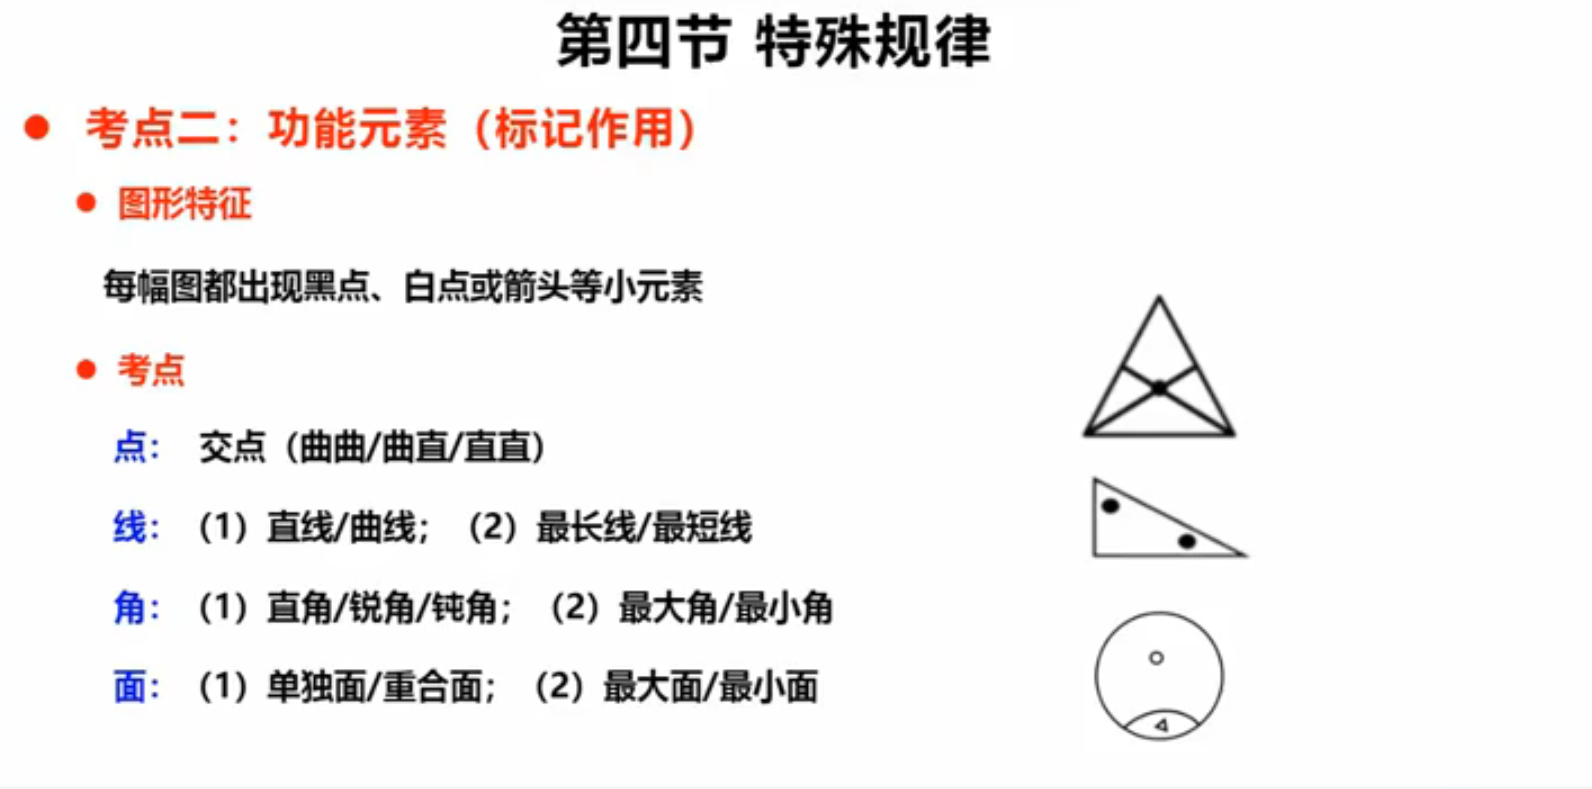 第四节 特殊规律
考点二：功能元素（标记作用）
图形特征
每幅图都出现黑点、白点或箭头等小元素
考点
点： 交点（曲曲/曲直/直直）
线：（1）直线/曲线；（2）最长线/最短线
角：（1）直角/锐角/钝角；（2）最大角/最小角
面：（1）单独面/重合面；（2）最大面/最小面